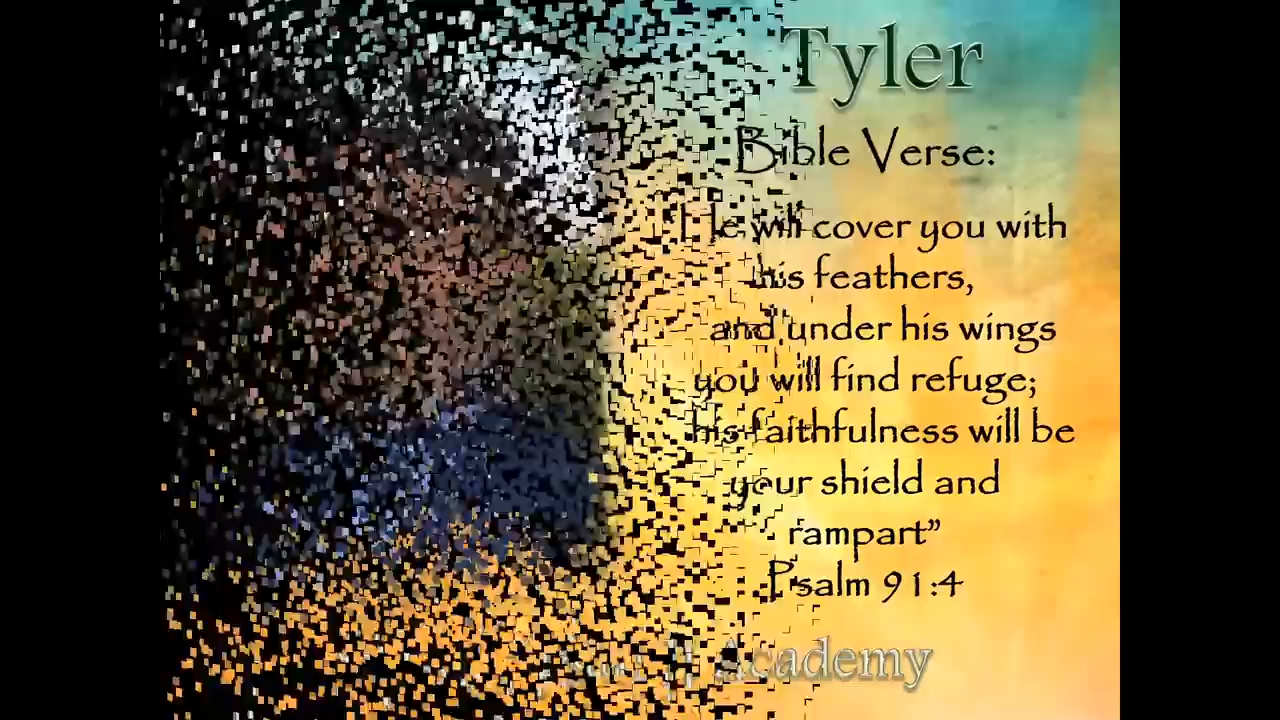 Tyler
Bible Verse:
"He will cover you with
his feathers,
and under his wings
you will find refuge;
his faithfulness will be
your shield and
rampart”
Psalm 91:4
Academy